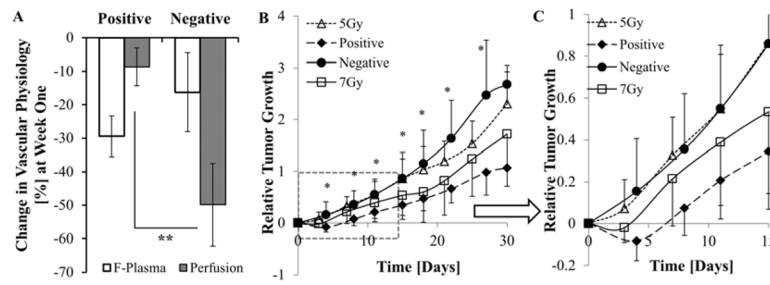 A
Positive Negative
0
-10
-20
-30
-40
-50
-60
-70
Change in Vascular Physiology
[%] at Week One
**
F-Plasma Perfusion
B
4
3
2
1
0
-1
Relative Tumor Growth
5Gy
Positive
Negative
7Gy
* * * * * * *
0 10 20 30
Time [Days]
C
1
0.8
0.6
0.4
0.2
0
-0.2
Relative Tumor Growth
5Gy
Positive
Negative
7Gy
0 5 10 15
Time [Days]